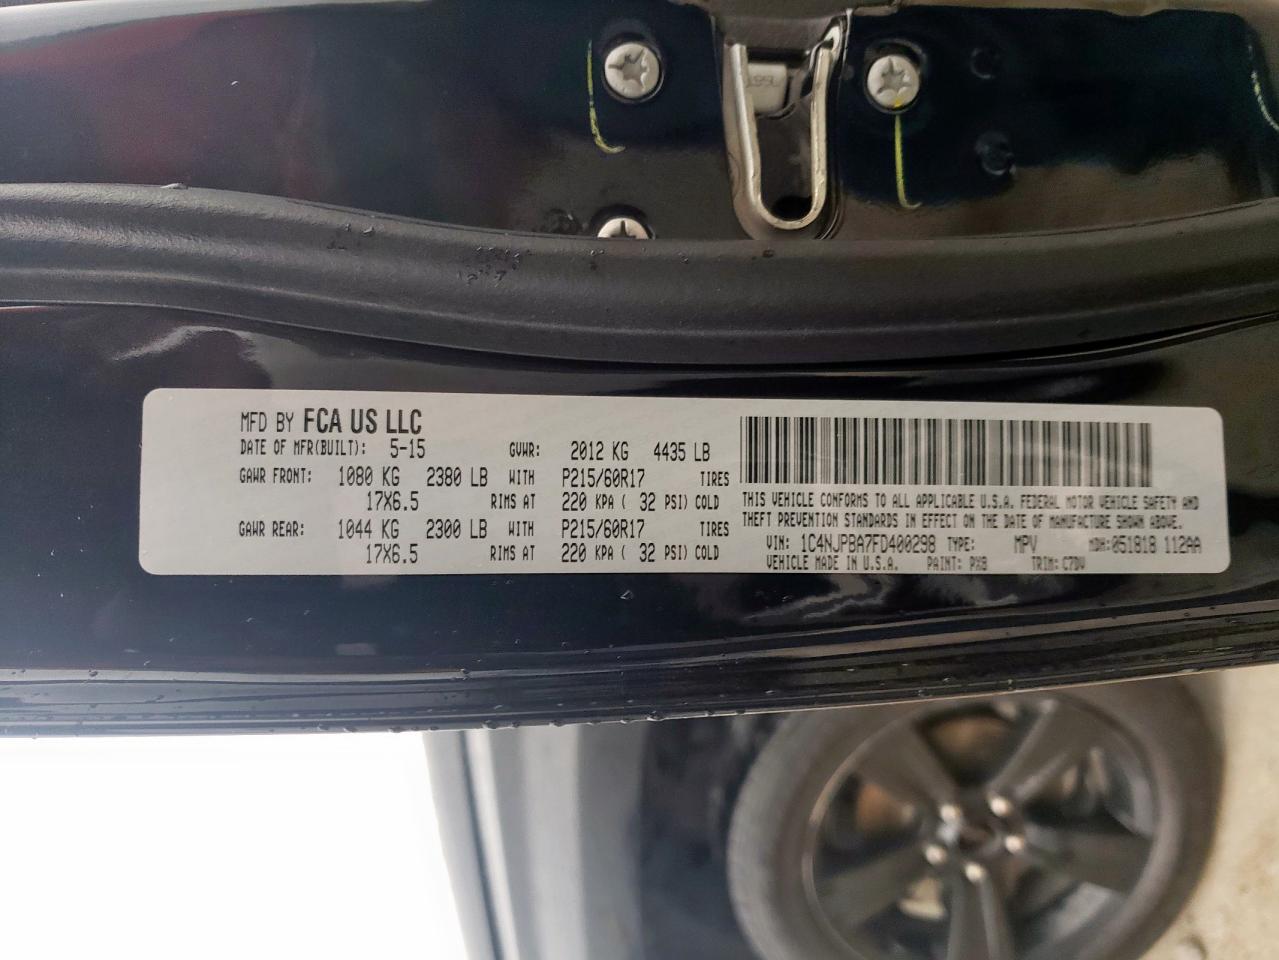 MFD BY FCA US LLC
DATE OF MFR(BUILT): 5-15 GVWR: 2012 KG 4435 LB
GAWR FRONT: 1080 KG 2380 LB WITH P215/60R17 TIRES
17X6.5 RIMS AT 220 KPA ( 32 PSI) COLD
GAWR REAR: 1044 KG 2300 LB WITH P215/60R17 TIRES
17X6.5 RIMS AT 220 KPA ( 32 PSI) COLD
THIS VEHICLE CONFORMS TO ALL APPLICABLE U.S.A. FEDERAL MOTOR VEHICLE SAFETY AND
THEFT PREVENTION STANDARDS IN EFFECT ON THE DATE OF MANUFACTURE SHOWN ABOVE.
VIN: 1C4NJPBA7FD400298 TYPE: MPV MDH:051818 112AA
VEHICLE MADE IN U.S.A. PAINT: PXB TRIM: C7DV